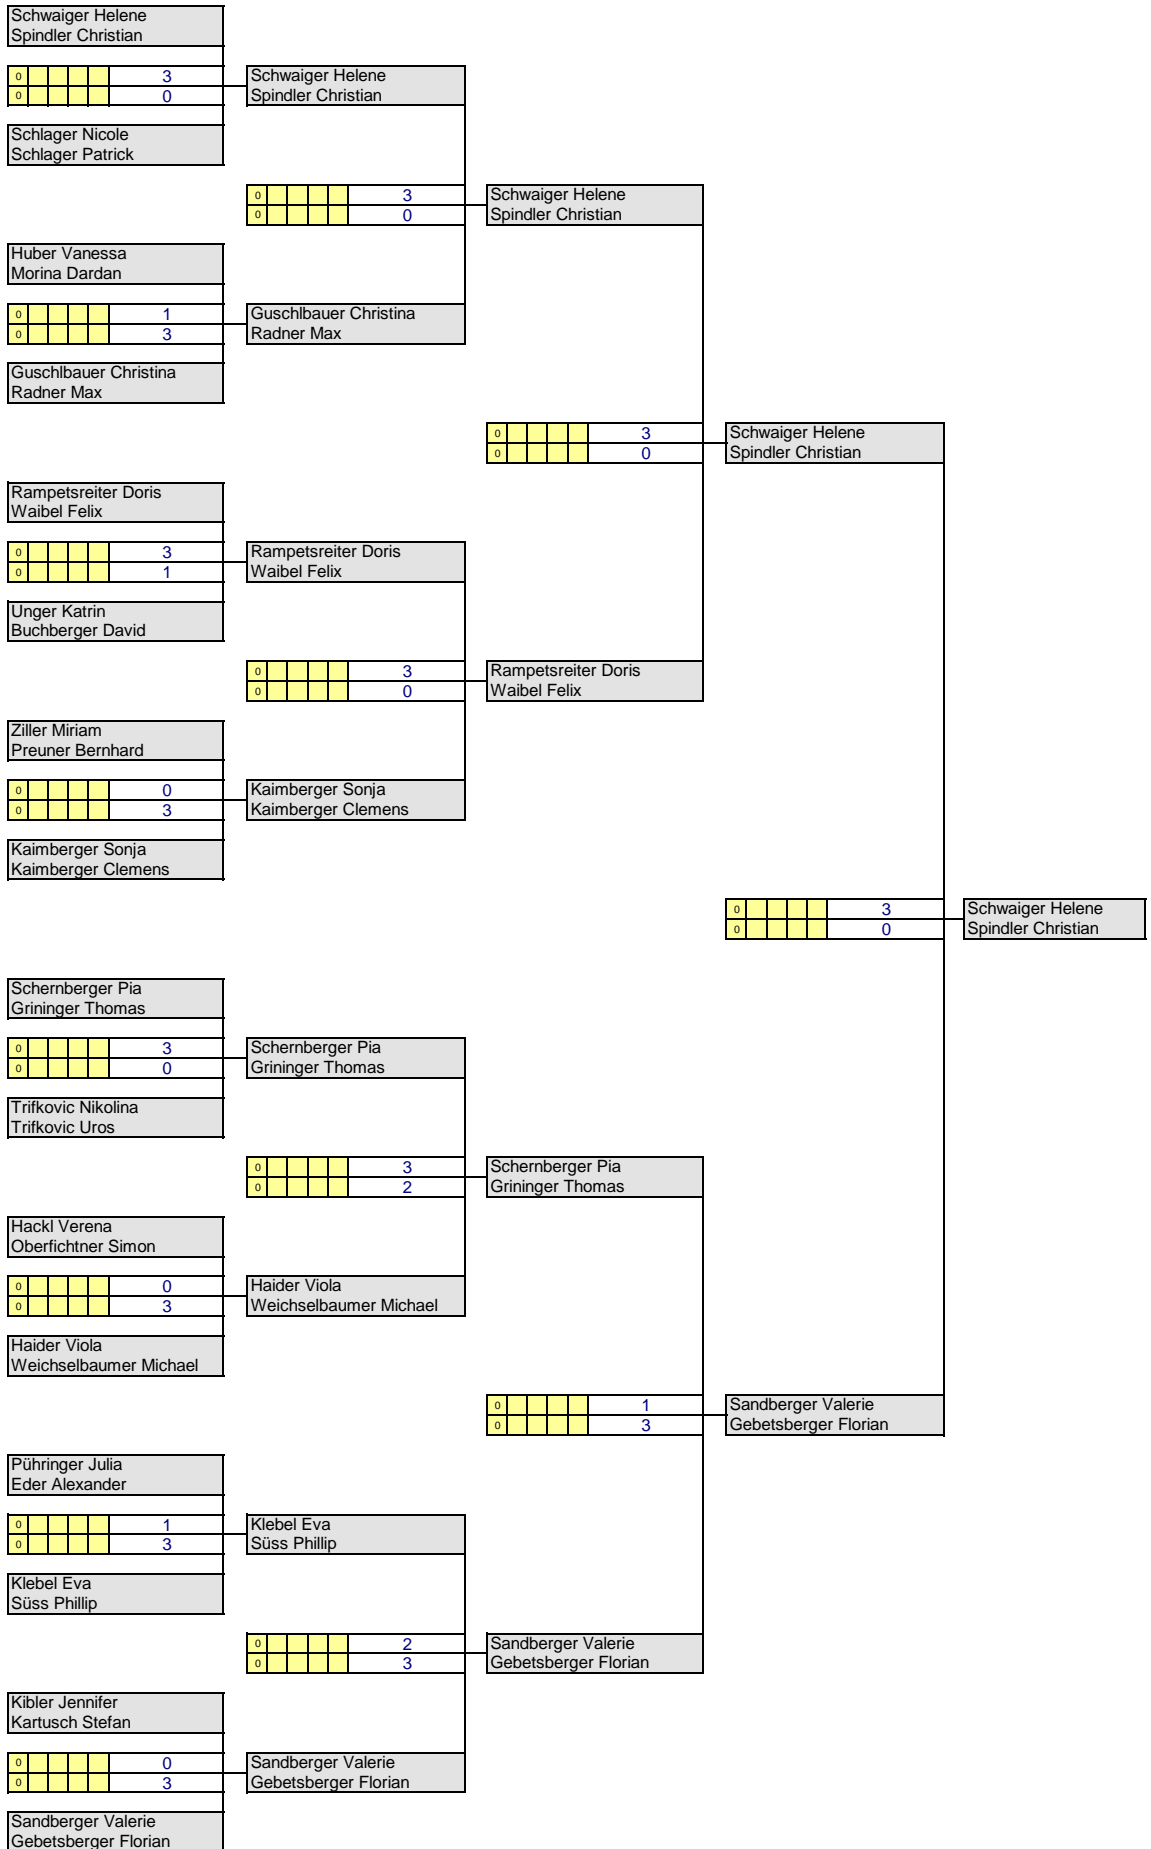 Schwaiger Helene
Spindler Christian
0 3 Schwaiger Helene
0 0 Spindler Christian
Schlager Nicole
Schlager Patrick
0 3 Schwaiger Helene
0 0 Spindler Christian
Huber Vanessa
Morina Dardan
0 1 Guschlbauer Christina
0 3 Radner Max
Guschlbauer Christina
Radner Max
0 3 Schwaiger Helene
0 0 Spindler Christian
Rampetsreiter Doris
Waibel Felix
0 3 Rampetsreiter Doris
0 1 Waibel Felix
Unger Katrin
Buchberger David
0 3 Rampetsreiter Doris
0 0 Waibel Felix
Ziller Miriam
Preuner Bernhard
0 0 Kaimberger Sonja
0 3 Kaimberger Clemens
Kaimberger Sonja
Kaimberger Clemens
0 3 Schwaiger Helene
0 0 Spindler Christian
Schernberger Pia
Grininger Thomas
0 3 Schernberger Pia
0 0 Grininger Thomas
Trifkovic Nikolina
Trifkovic Uros
0 3 Schernberger Pia
0 2 Grininger Thomas
Hackl Verena
Oberfichtner Simon
0 0 Haider Viola
0 3 Weichselbaumer Michael
Haider Viola
Weichselbaumer Michael
0 1 Sandberger Valerie
0 3 Gebetsberger Florian
Pühringer Julia
Eder Alexander
0 1 Klebel Eva
0 3 Süss Phillip
Klebel Eva
Süss Phillip
0 2 Sandberger Valerie
0 3 Gebetsberger Florian
Kibler Jennifer
Kartusch Stefan
0 0 Sandberger Valerie
0 3 Gebetsberger Florian
Sandberger Valerie
Gebetsberger Florian